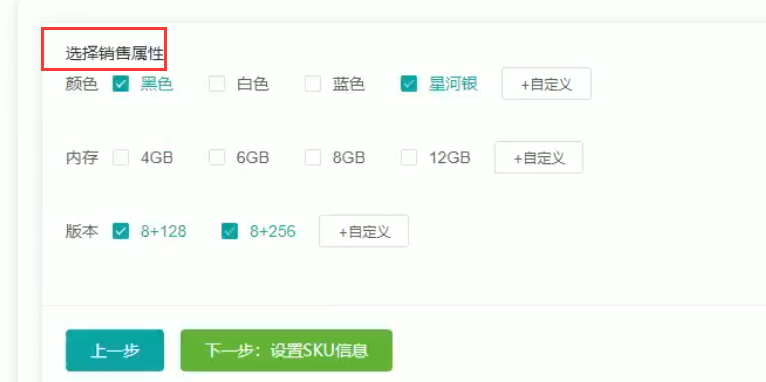 选择销售属性
颜色 黑色 白色 蓝色 星河银 +自定义
内存 4GB 6GB 8GB 12GB +自定义
版本 8+128 8+256 +自定义
上一步 下一步：设置SKU信息